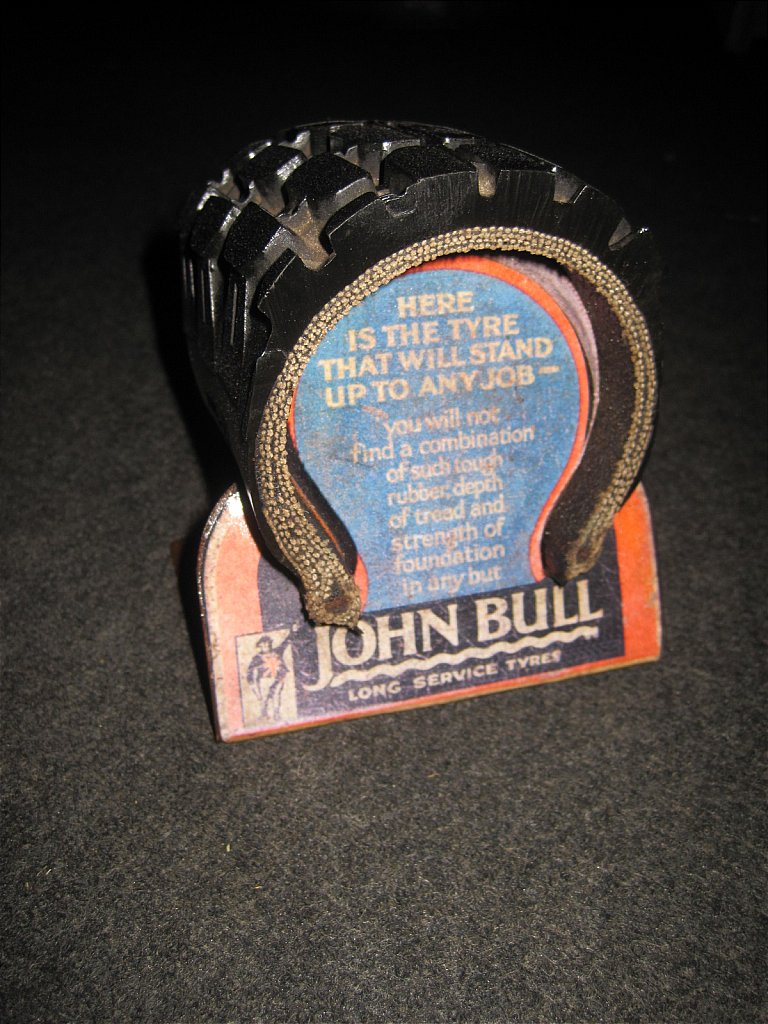 HERE
IS THE TYRE
THAT WILL STAND
UP TO ANY JOB —
you will not
find a combination
of such tough
rubber, depth
of tread and
strength of
foundation
in any but
JOHN BULL
LONG SERVICE TYRES